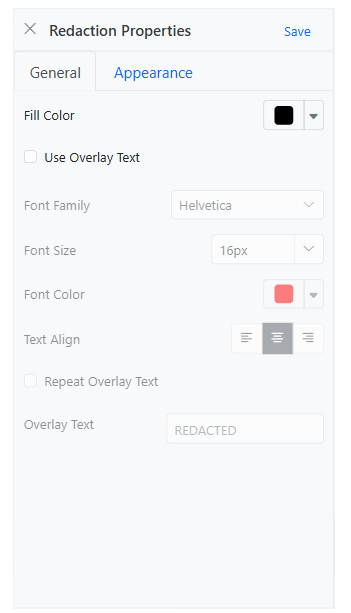 Redaction Properties Save
General Appearance
Fill Color
Use Overlay Text
Font Family Helvetica
Font Size 16px
Font Color
Text Align
Repeat Overlay Text
Overlay Text REDACTED